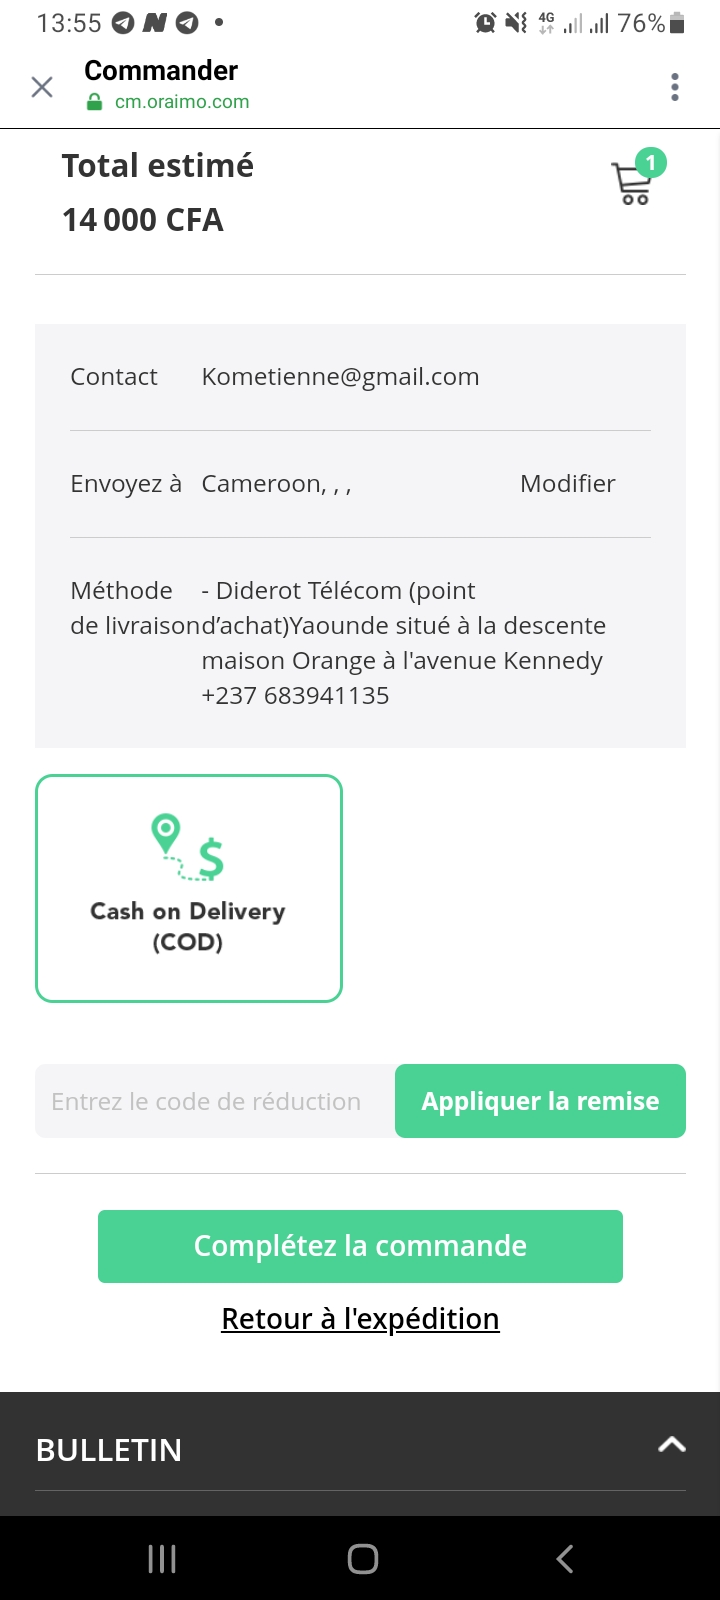 13:55
4G
76%
Commander
cm.oraimo.com
Total estimé
1
14 000 CFA
Contact Kometienne@gmail.com
Envoyez à Cameroon, , , Modifier
Méthode - Diderot Télécom (point
de livraison d’achat)Yaounde situé à la descente
maison Orange à l'avenue Kennedy
+237 683941135
Cash on Delivery
(COD)
Entrez le code de réduction Appliquer la remise
Complétez la commande
Retour à l'expédition
BULLETIN